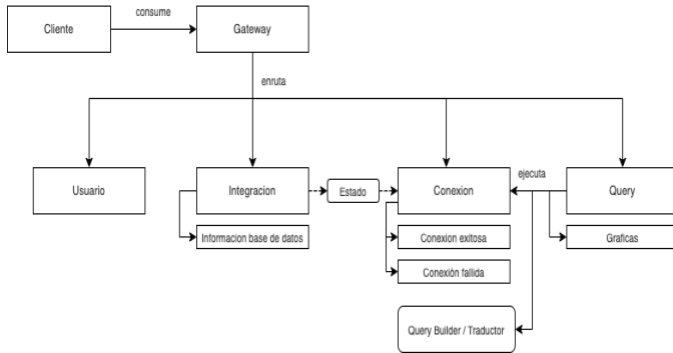 consume
Cliente
Gateway
enruta
ejecuta
Usuario
Integracion
Estado
Conexion
Query
Informacion base de datos
Conexion exitosa
Graficas
Conexión fallida
Query Builder / Traductor